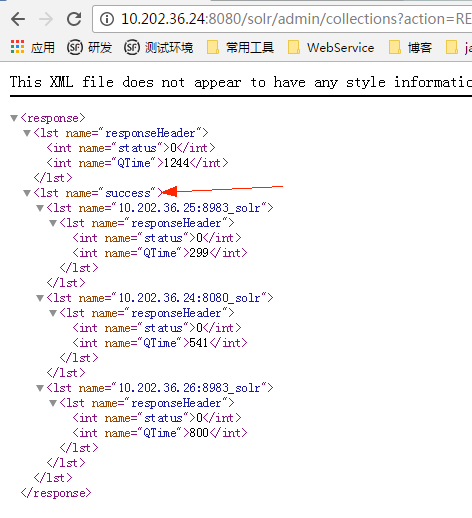 10.202.36.24:8080/solr/admin/collections?action=RE
应用 研发 测试环境 常用工具 WebService 博客 ja
This XML file does not appear to have any style informatio
<response>
<lst name="responseHeader">
<int name="status">0</int>
<int name="QTime">1244</int>
</lst>
<lst name="success">
<lst name="10.202.36.25:8983_solr">
<lst name="responseHeader">
<int name="status">0</int>
<int name="QTime">299</int>
</lst>
</lst>
<lst name="10.202.36.24:8080_solr">
<lst name="responseHeader">
<int name="status">0</int>
<int name="QTime">541</int>
</lst>
</lst>
<lst name="10.202.36.26:8983_solr">
<lst name="responseHeader">
<int name="status">0</int>
<int name="QTime">800</int>
</lst>
</lst>
</lst>
</response>